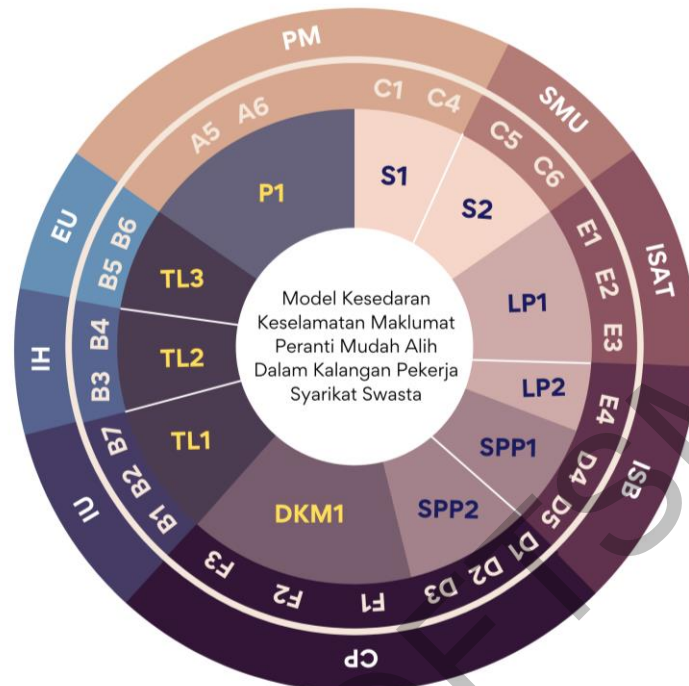 PM
SMU
ISAT
ISB
CP
IU
IH
EU
A5
A6
C1
C4
C5
C6
E1
E2
E3
E4
D4
D5
D1
D2
D3
F1
F2
F3
B1
B2
B7
B3
B4
B5
B6
P1
S1
S2
LP1
LP2
SPP1
SPP2
DKM1
TL1
TL2
TL3
Model Kesedaran
Keselamatan Maklumat
Peranti Mudah Alih
Dalam Kalangan Pekerja
Syarikat Swasta